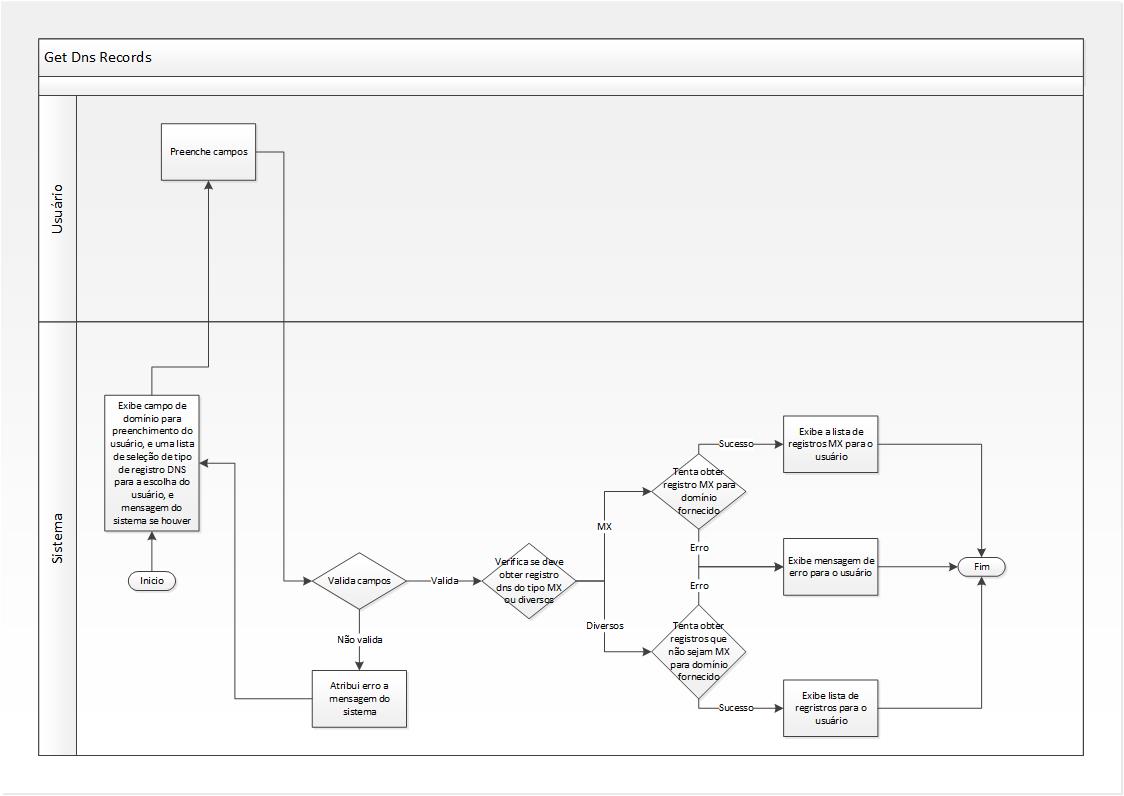 Get Dns Records
Usuário
Preenche campos
Sistema
Exibe campo de
domínio para
preenchimento do
usuário, e uma lista
de seleção de tipo
de registro DNS
para a escolha do
usuário, e
mensagem do
sistema se houver
Inicio
Valida campos
Valida
Não valida
Atribui erro a
mensagem do
sistema
Verifica se deve
obter registro
dns do tipo MX
ou diversos
MX
Diversos
Tenta obter
registro MX para
domínio
fornecido
Sucesso
Erro
Exibe a lista de
registros MX para o
usuário
Erro
Exibe mensagem de
erro para o usuário
Tenta obter
registros que
não sejam MX
para domínio
fornecido
Sucesso
Exibe lista de
regristros para o
usuário
Fim